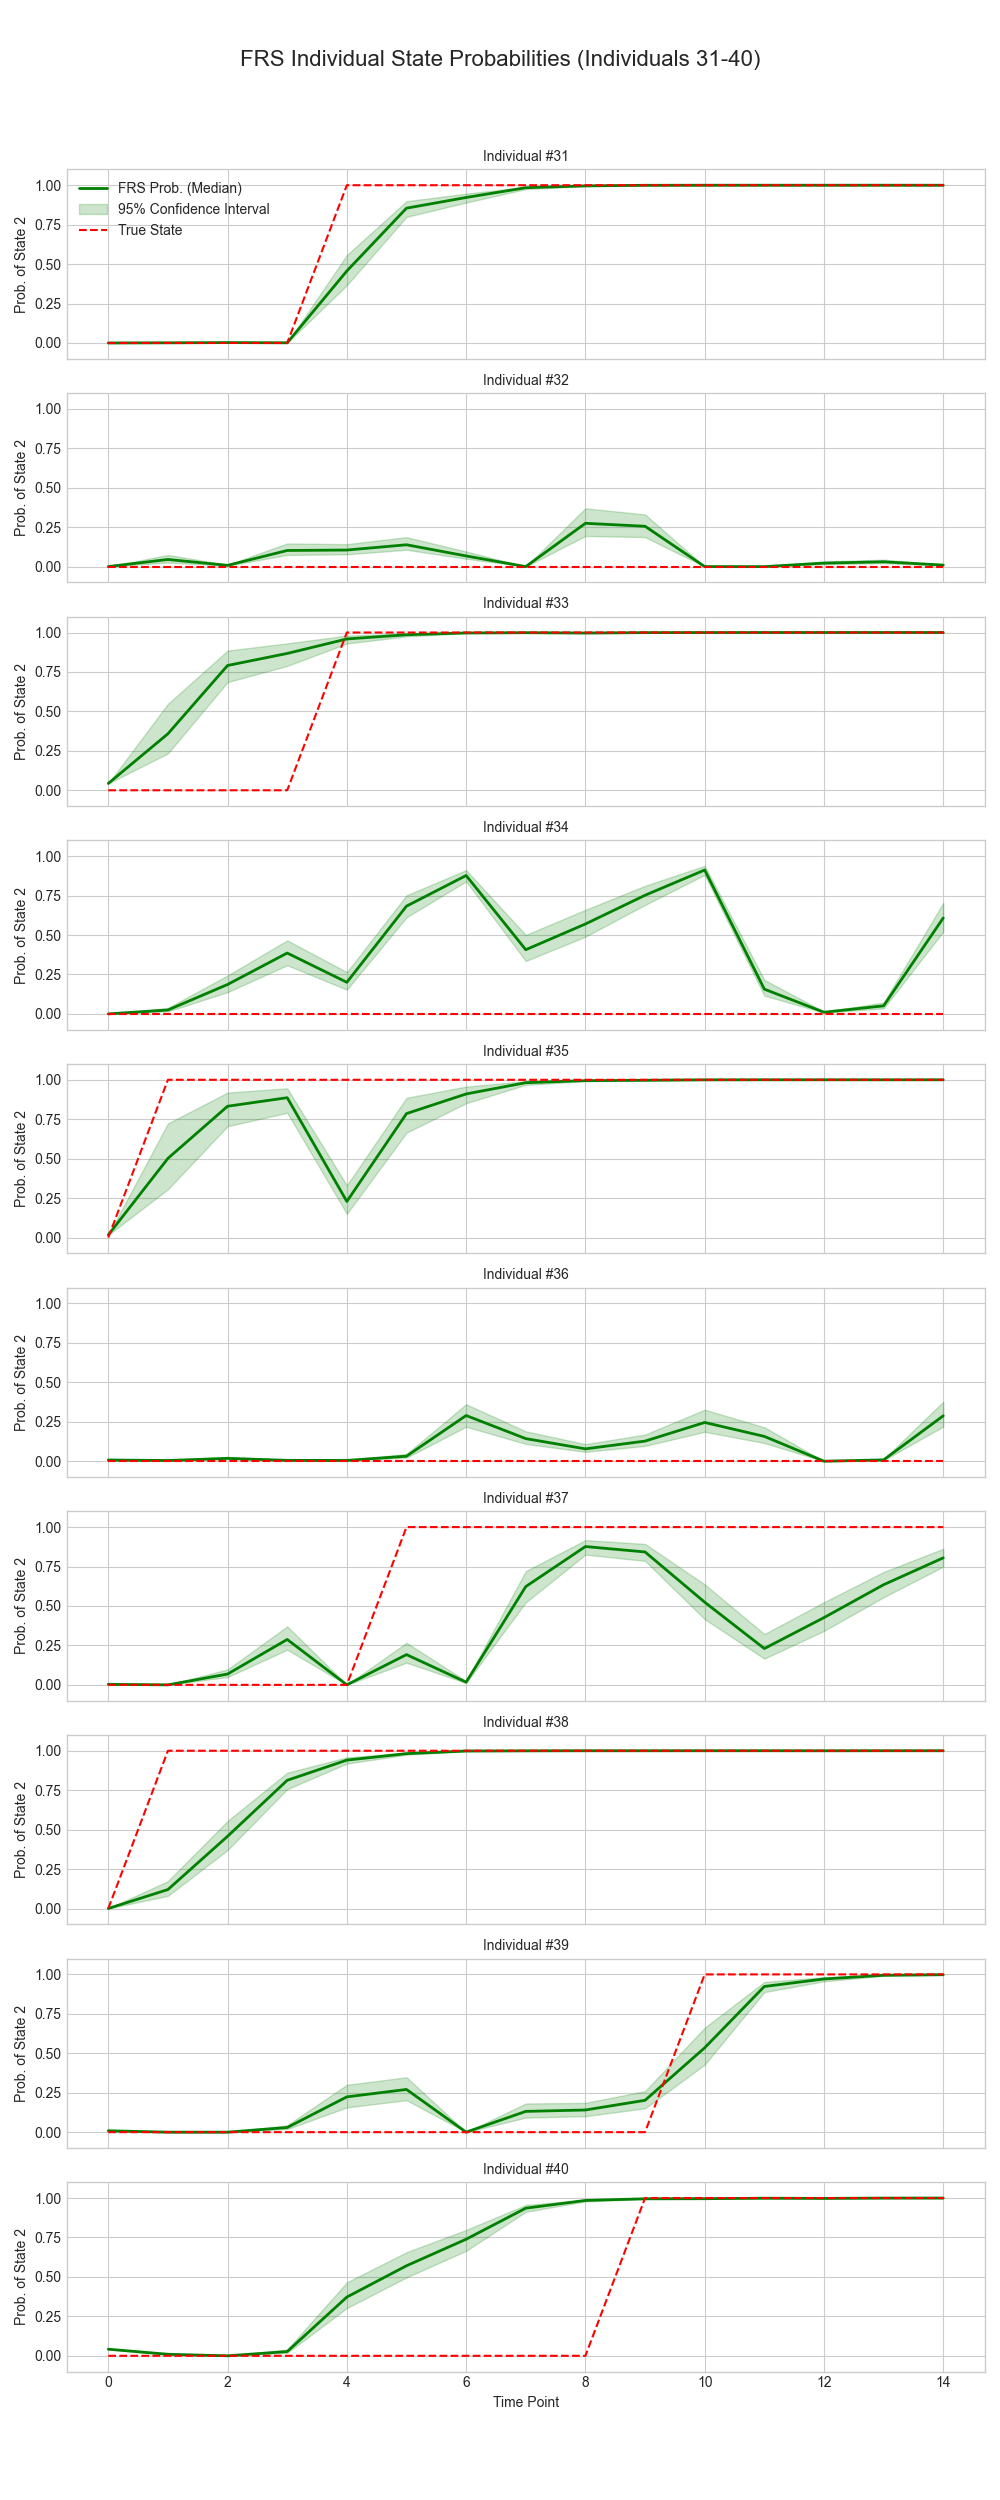 FRS Individual State Probabilities (Individuals 31-40)
Individual #31
FRS Prob. (Median)
95% Confidence Interval
True State
Prob. of State 2
1.00
0.75
0.50
0.25
0.00
Individual #32
Prob. of State 2
1.00
0.75
0.50
0.25
0.00
Individual #33
Prob. of State 2
1.00
0.75
0.50
0.25
0.00
Individual #34
Prob. of State 2
1.00
0.75
0.50
0.25
0.00
Individual #35
Prob. of State 2
1.00
0.75
0.50
0.25
0.00
Individual #36
Prob. of State 2
1.00
0.75
0.50
0.25
0.00
Individual #37
Prob. of State 2
1.00
0.75
0.50
0.25
0.00
Individual #38
Prob. of State 2
1.00
0.75
0.50
0.25
0.00
Individual #39
Prob. of State 2
1.00
0.75
0.50
0.25
0.00
Individual #40
Prob. of State 2
1.00
0.75
0.50
0.25
0.00
0 2 4 6 8 10 12 14
Time Point